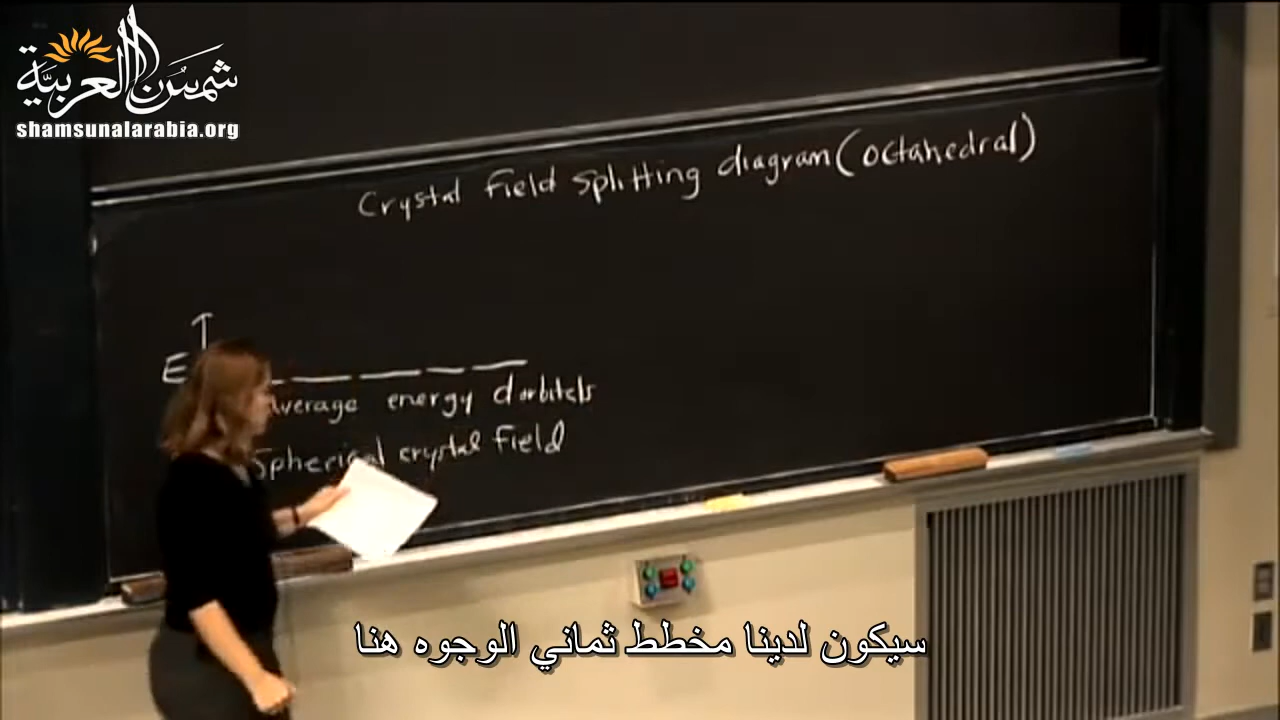 شمس العربية
shamsunalarabia.org
Crystal Field Splitting diagram (octahedral)
E
average energy d orbitals
Spherical crystal Field
سيكون لدينا مخطط ثماني الوجوه هنا